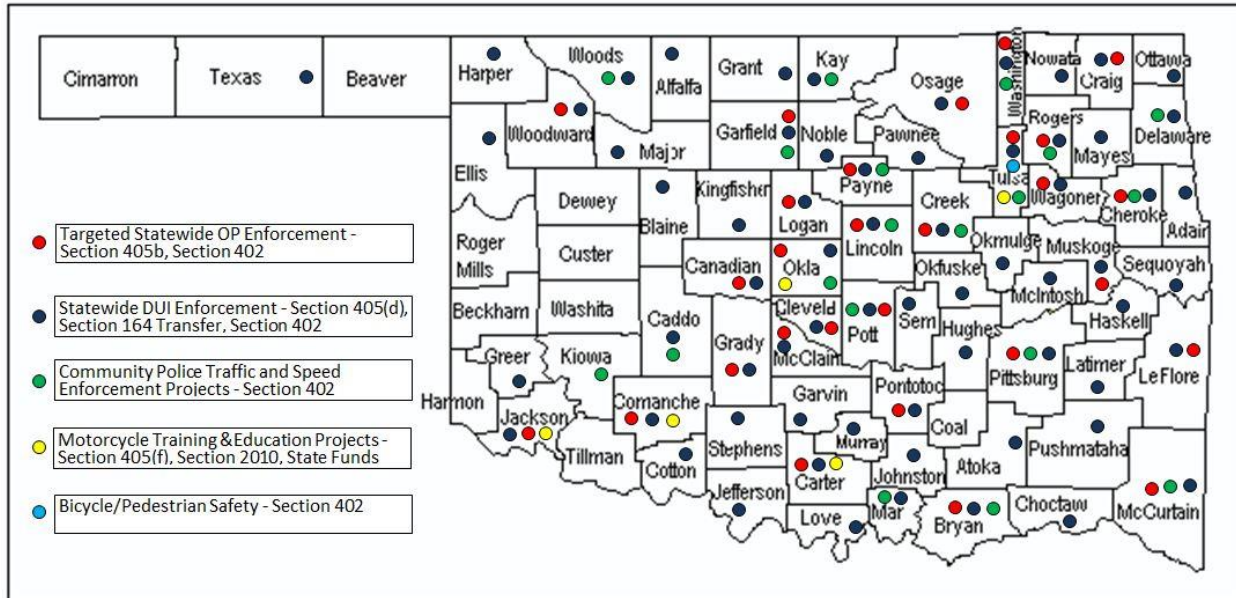 Cimarron
Texas
Beaver
Harper
Woods
Alfalfa
Grant
Kay
Osage
Washington
Nowata
Craig
Ottawa
Woodward
Garfield
Noble
Pawnee
Rogers
Delaware
Ellis
Major
Mayes
Dewey
Blaine
Kingfisher
Logan
Payne
Creek
Tulsa
Wagoner
Cheroke
Adair
Roger
Mills
Custer
Canadian
Okla
Lincoln
Okfuske
Okmulge
Muskoge
Sequoyah
Beckham
Washita
Caddo
Grady
Cleveld
McClain
Pott
Sem
Hughes
McIntosh
Haskell
Greer
Kiowa
Harmon
Jackson
Comanche
Garvin
Pontotoc
Pittsburg
Latimer
LeFlore
Tillman
Cotton
Stephens
Murray
Coal
Johnston
Atoka
Pushmataha
Jefferson
Carter
Love
Mar
Bryan
Choctaw
McCurtain
Targeted Statewide OP Enforcement -
Section 405b, Section 402
Statewide DUI Enforcement - Section 405(d),
Section 164 Transfer, Section 402
Community Police Traffic and Speed
Enforcement Projects - Section 402
Motorcycle Training &Education Projects -
Section 405(f), Section 2010, State Funds
Bicycle/Pedestrian Safety - Section 402